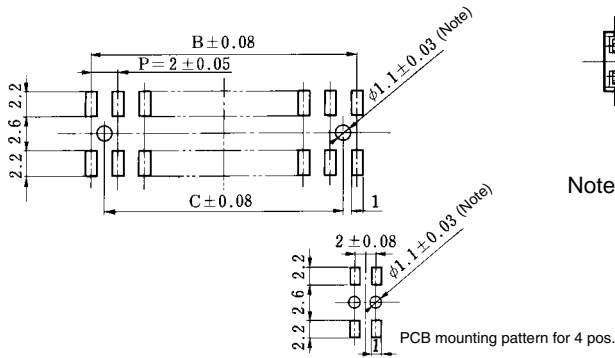 B±0.08
P=2±0.05
ø1.1±0.03 (Note)
2.2
2.6
2.2
C±0.08
1
Note
2±0.08
ø1.1±0.03 (Note)
2.2
2.6
2.2
1
PCB mounting pattern for 4 pos.